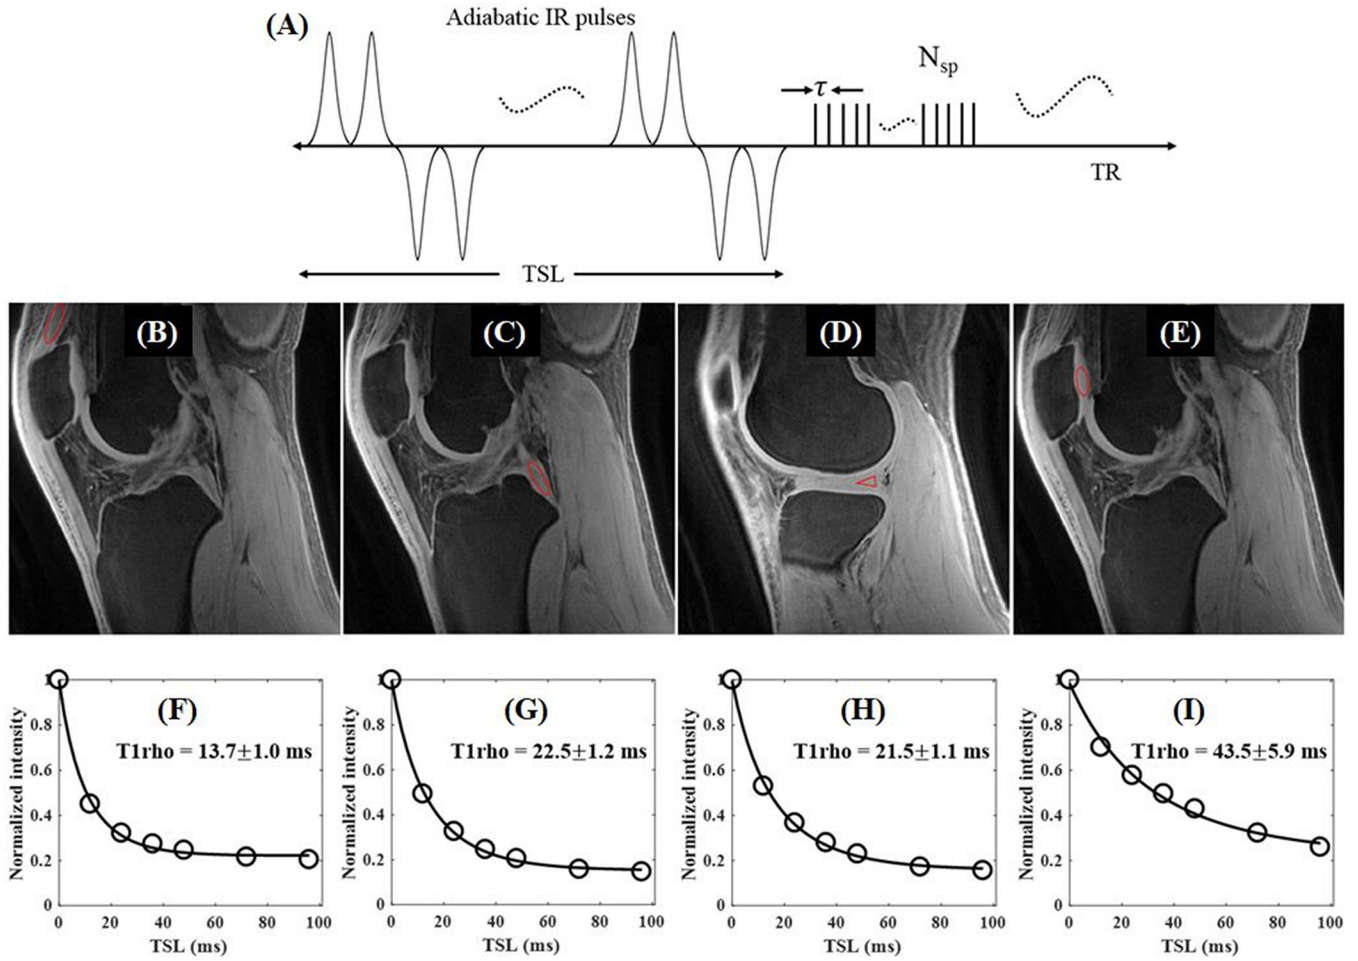 (A)
Adiabatic IR pulses
τ
N_sp
TR
TSL
(B)
(C)
(D)
(E)
(F)
T1rho = 13.7±1.0 ms
Normalized intensity
1
0.8
0.6
0.4
0.2
0
0 20 40 60 80 100
TSL (ms)
(G)
T1rho = 22.5±1.2 ms
Normalized intensity
1
0.8
0.6
0.4
0.2
0
0 20 40 60 80 100
TSL (ms)
(H)
T1rho = 21.5±1.1 ms
Normalized intensity
1
0.8
0.6
0.4
0.2
0
0 20 40 60 80 100
TSL (ms)
(I)
T1rho = 43.5±5.9 ms
Normalized intensity
1
0.8
0.6
0.4
0.2
0
0 20 40 60 80 100
TSL (ms)